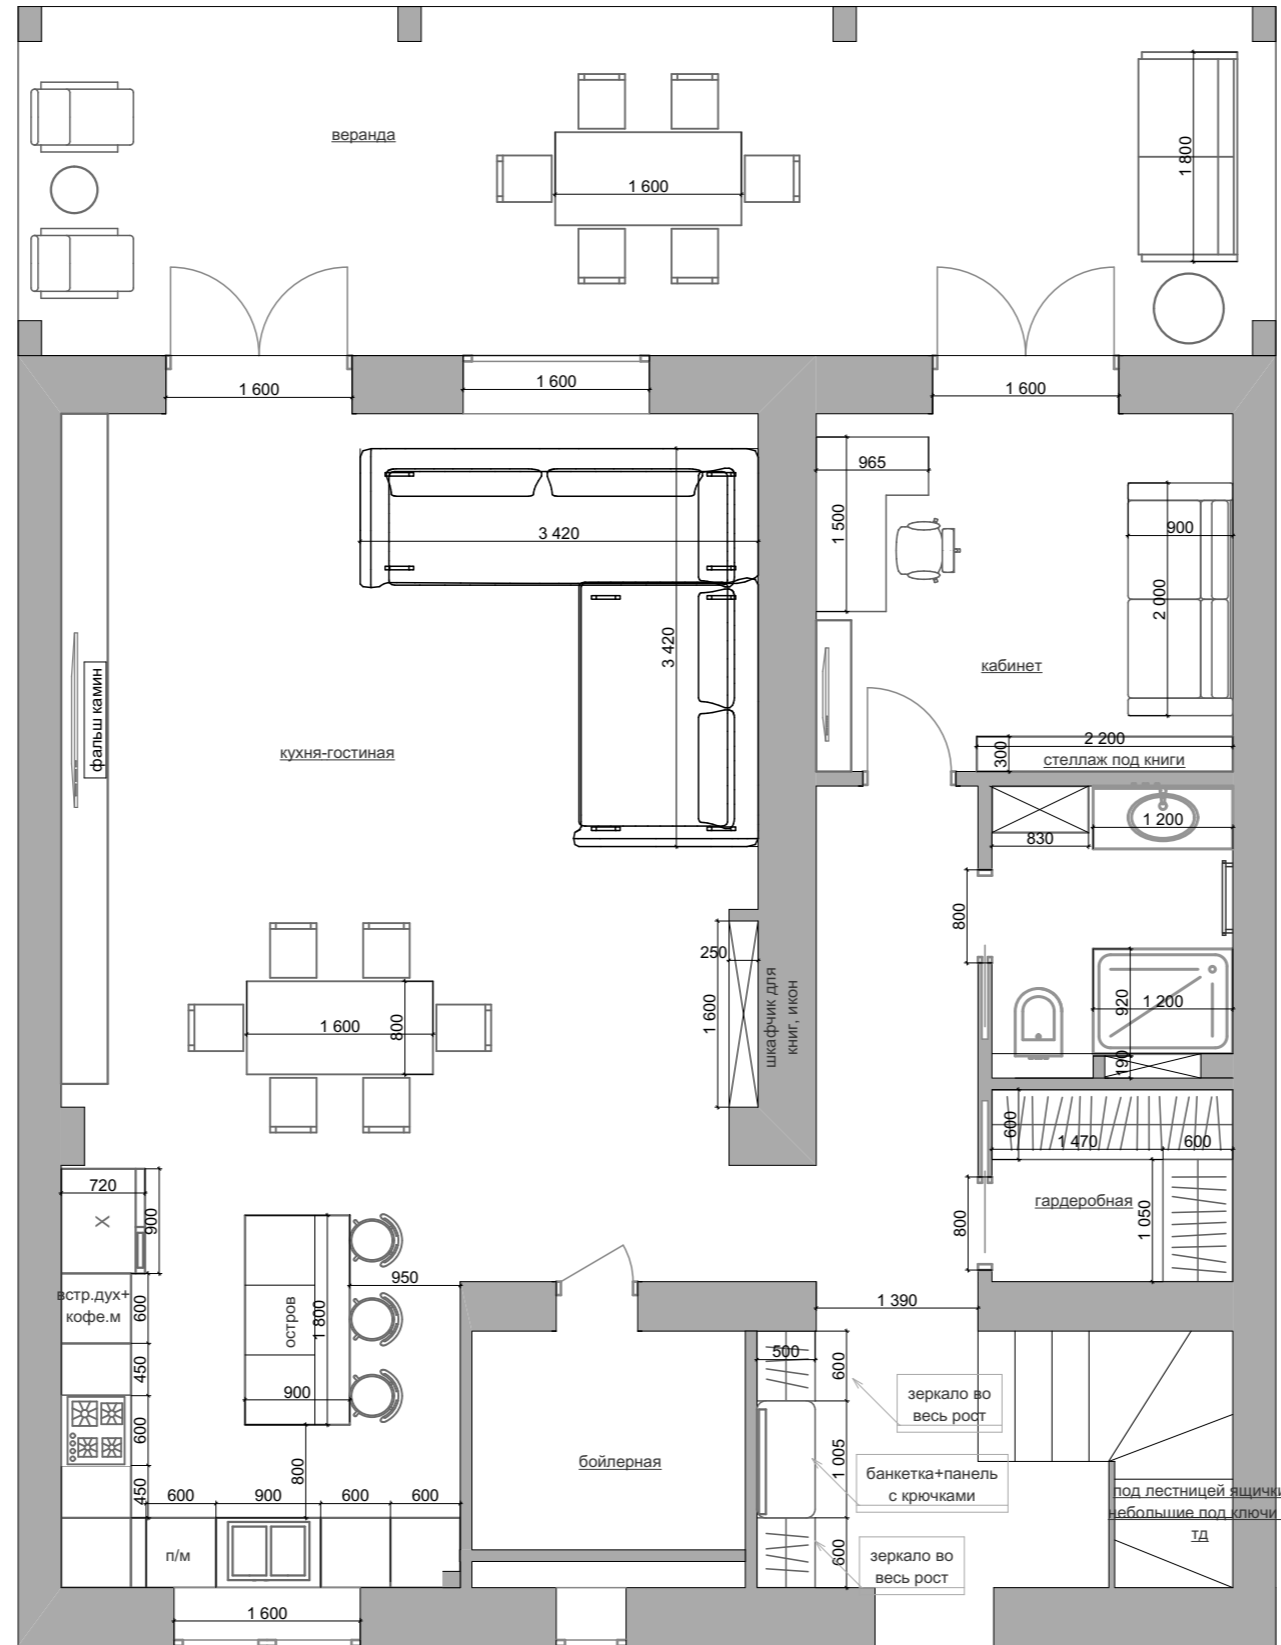 веранда
1 600
1 800
1 600
1 600
1 600
965
1 500
900
2 000
3 420
3 420
фальш камин
кухня-гостиная
кабинет
2 200
300
стеллаж под книги
1 200
830
800
250
1 600
шкафчик для
книг, икон
1 600
800
920
1 200
190
600
1 470
600
гардеробная
1 050
800
720
900
X
встр.дух+
кофе.м
600
950
остров
1 800
1 390
450
500
600
900
зеркало во
весь рост
600
бойлерная
1 005
банкетка+панель
с крючками
800
450
600
900
600
600
под лестницей ящички
небольшие под ключи
тд
п/м
600
зеркало во
весь рост
1 600